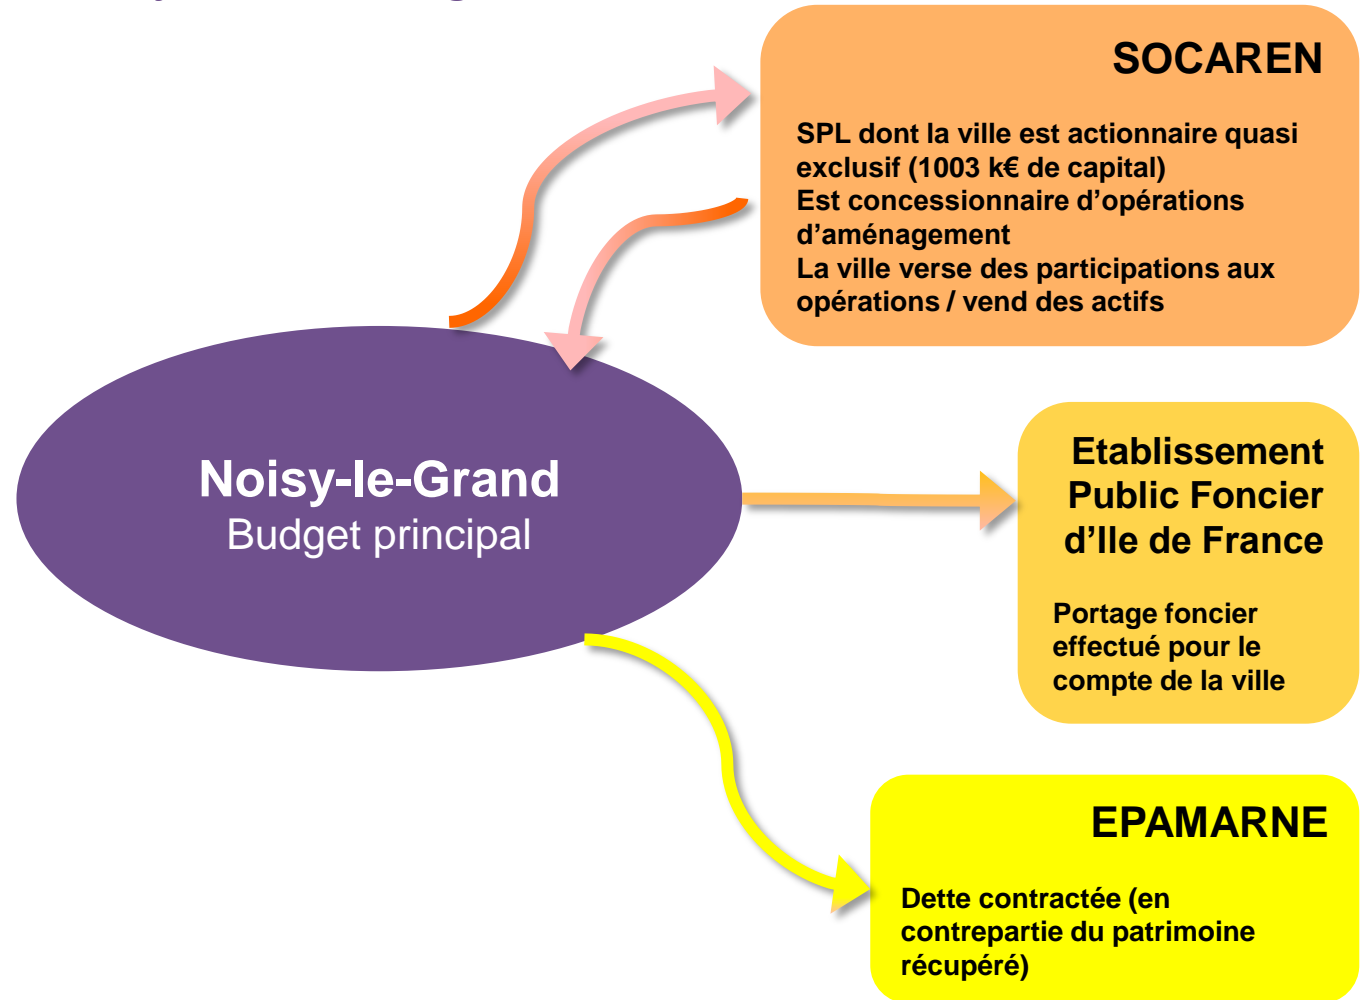 SOCAREN
SPL dont la ville est actionnaire quasi
exclusif (1003 k€ de capital)
Est concessionnaire d’opérations
d’aménagement
La ville verse des participations aux
opérations / vend des actifs
Noisy-le-Grand
Budget principal
Etablissement
Public Foncier
d’Ile de France
Portage foncier
effectué pour le
compte de la ville
EPAMARNE
Dette contractée (en
contrepartie du patrimoine
récupéré)